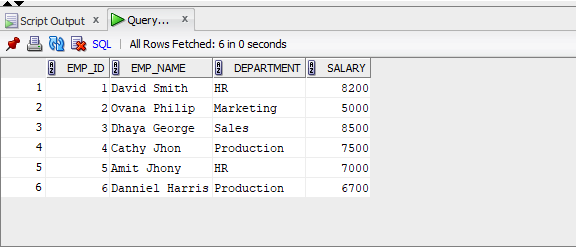 Script Output x Query... x
SQL | All Rows Fetched: 6 in 0 seconds
EMP_ID EMP_NAME DEPARTMENT SALARY
1 1 David Smith HR 8200
2 2 Ovana Philip Marketing 5000
3 3 Dhaya George Sales 8500
4 4 Cathy Jhon Production 7500
5 5 Amit Jhony HR 7000
6 6 Danniel Harris Production 6700